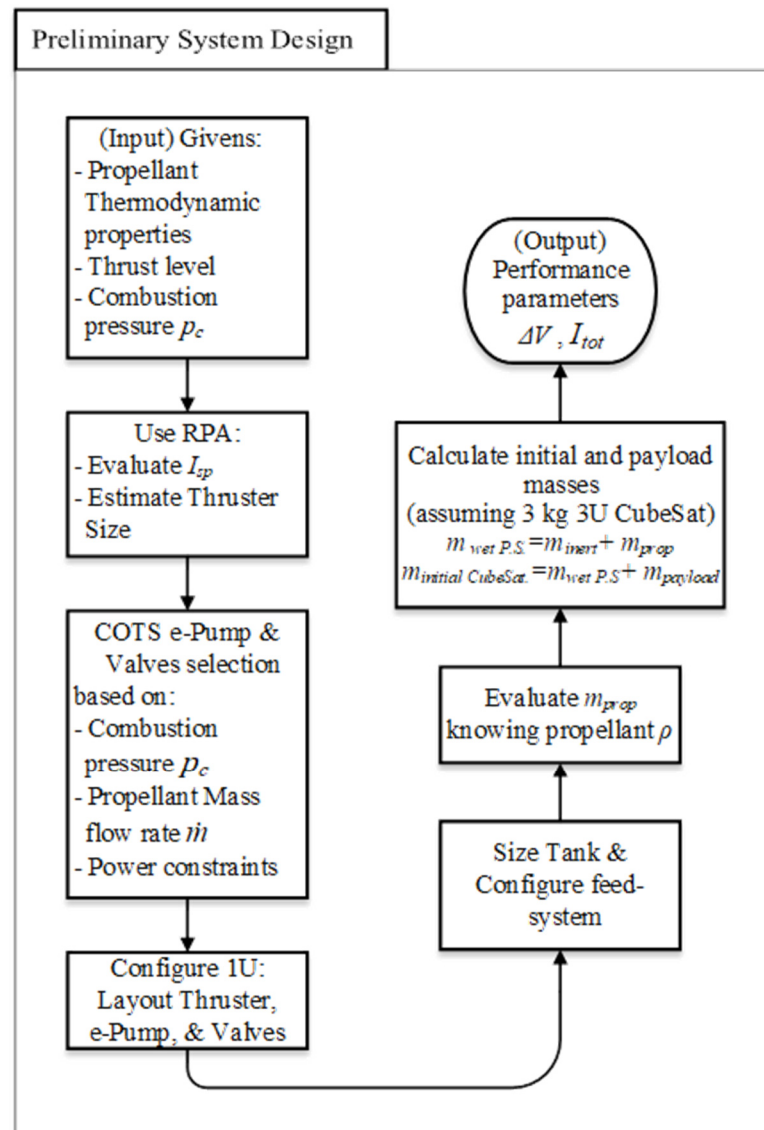 Preliminary System Design
(Input) Givens:
- Propellant
Thermodynamic
properties
- Thrust level
- Combustion
pressure pc
Use RPA:
- Evaluate Isp
- Estimate Thruster
Size
COTS e-Pump &
Valves selection
based on:
- Combustion
pressure pc
- Propellant Mass
flow rate ṁ
- Power constraints
Configure 1U:
Layout Thruster,
e-Pump, & Valves
Size Tank &
Configure feed-
system
Evaluate mprop
knowing propellant ρ
Calculate initial and payload
masses
(assuming 3 kg 3U CubeSat)
m wet P.S.=minert+ mprop
minitial CubeSat.=mwet P.S+ mpayload
(Output)
Performance
parameters
ΔV , Itot